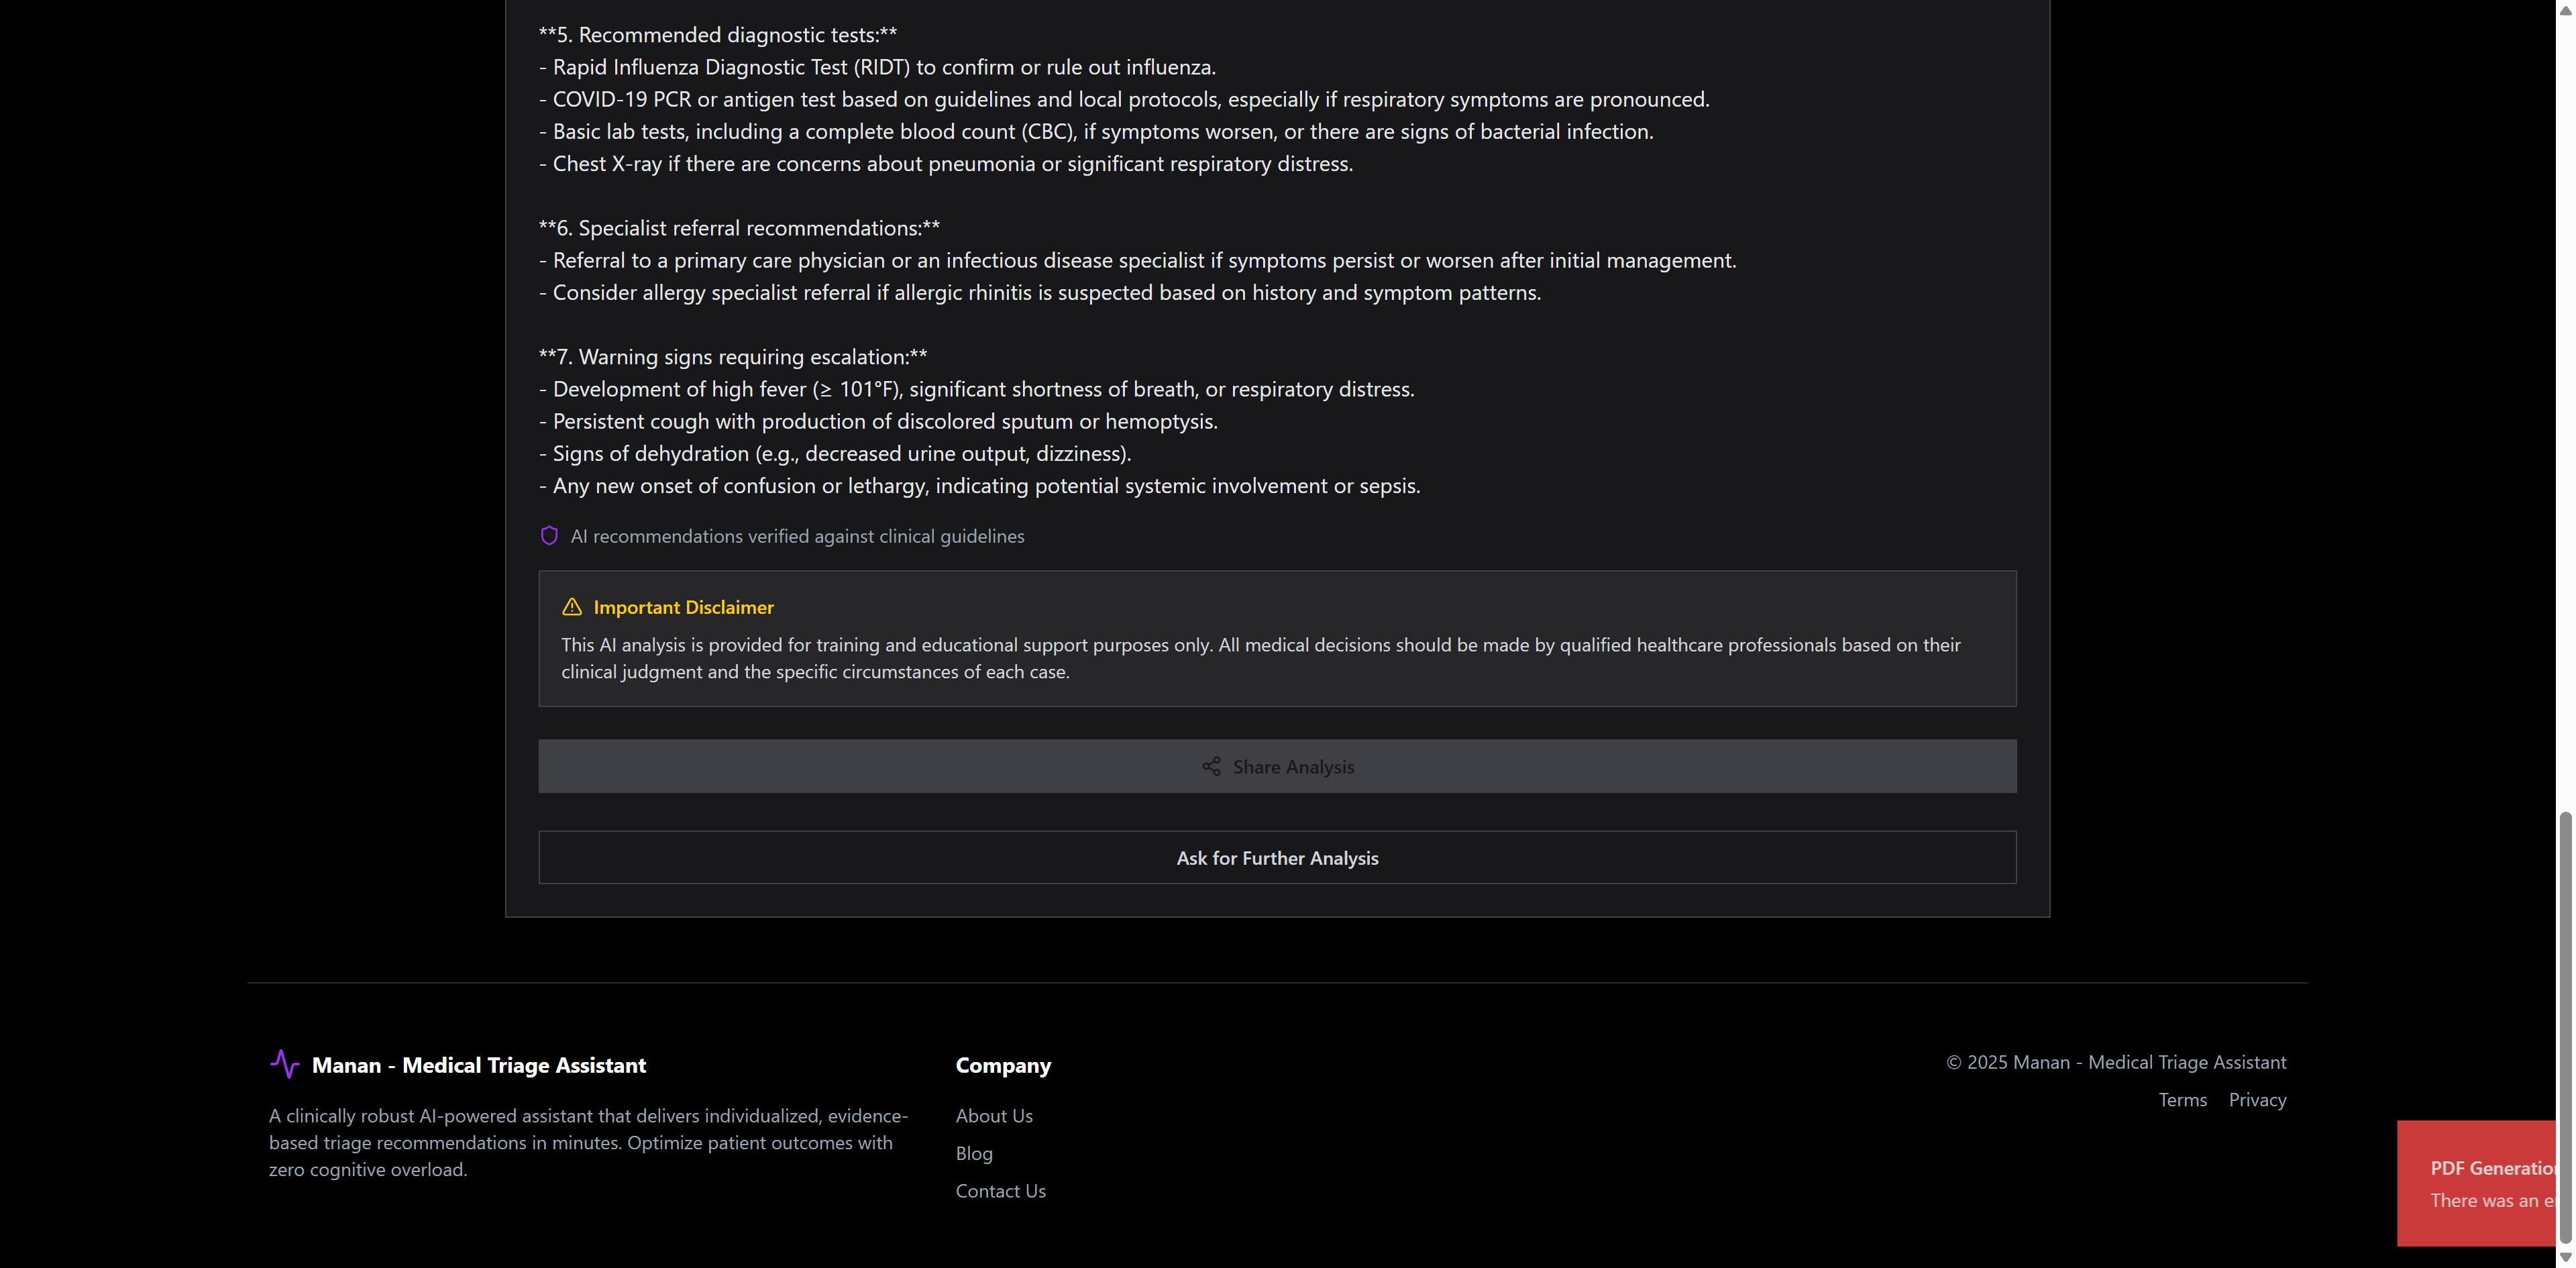 **5. Recommended diagnostic tests:**
- Rapid Influenza Diagnostic Test (RIDT) to confirm or rule out influenza.
- COVID-19 PCR or antigen test based on guidelines and local protocols, especially if respiratory symptoms are pronounced.
- Basic lab tests, including a complete blood count (CBC), if symptoms worsen, or there are signs of bacterial infection.
- Chest X-ray if there are concerns about pneumonia or significant respiratory distress.
**6. Specialist referral recommendations:**
- Referral to a primary care physician or an infectious disease specialist if symptoms persist or worsen after initial management.
- Consider allergy specialist referral if allergic rhinitis is suspected based on history and symptom patterns.
**7. Warning signs requiring escalation:**
- Development of high fever (≥ 101°F), significant shortness of breath, or respiratory distress.
- Persistent cough with production of discolored sputum or hemoptysis.
- Signs of dehydration (e.g., decreased urine output, dizziness).
- Any new onset of confusion or lethargy, indicating potential systemic involvement or sepsis.
AI recommendations verified against clinical guidelines
Important Disclaimer
This AI analysis is provided for training and educational support purposes only. All medical decisions should be made by qualified healthcare professionals based on their
clinical judgment and the specific circumstances of each case.
Share Analysis
Ask for Further Analysis
Manan - Medical Triage Assistant
A clinically robust AI-powered assistant that delivers individualized, evidence-
based triage recommendations in minutes. Optimize patient outcomes with
zero cognitive overload.
Company
About Us
Blog
Contact Us
© 2025 Manan - Medical Triage Assistant
Terms Privacy
PDF
There was an